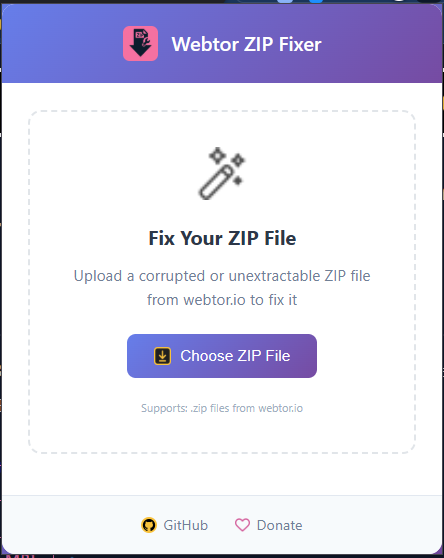 Webtor ZIP Fixer
Fix Your ZIP File
Upload a corrupted or unextractable ZIP file
from webtor.io to fix it
Choose ZIP File
Supports: .zip files from webtor.io
GitHub
Donate